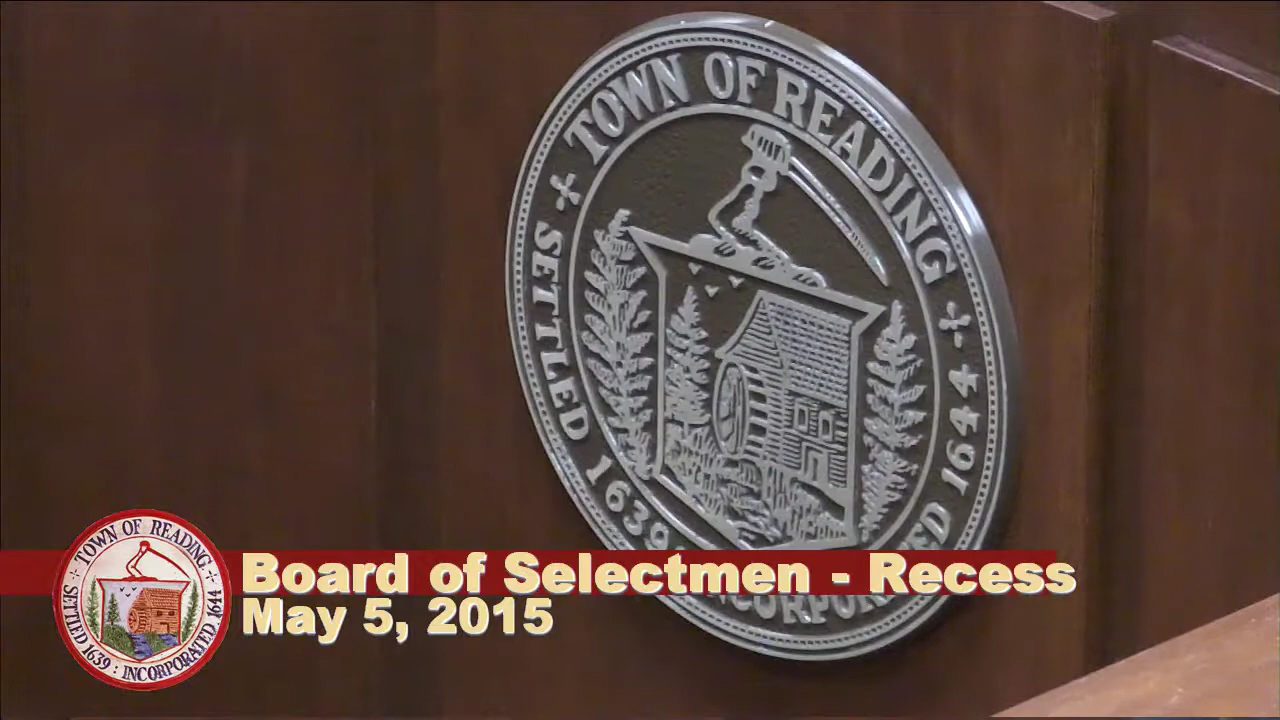 TOWN OF READING
SETTLED 1639
INCORPORATED 1644
Board of Selectmen - Recess
May 5, 2015
TOWN OF READING
SETTLED 1639 : INCORPORATED 1644